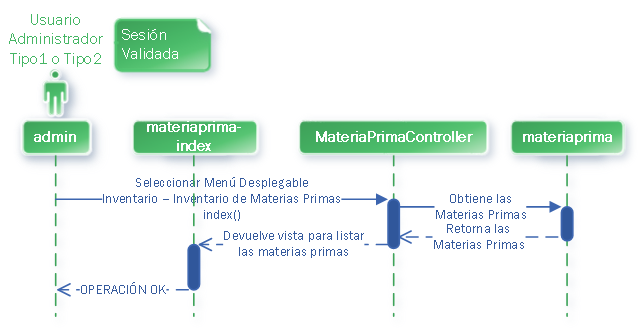 Usuario
Administrador
Tipo1 o Tipo2
Sesión
Validada
admin
materiaprima-
index
MateriaPrimaController
materiaprima
Seleccionar Menú Desplegable
Inventario – Inventario de Materias Primas
index()
Obtiene las
Materias Primas
Retorna las
Materias Primas
Devuelve vista para listar
las materias primas
-OPERACIÓN OK-